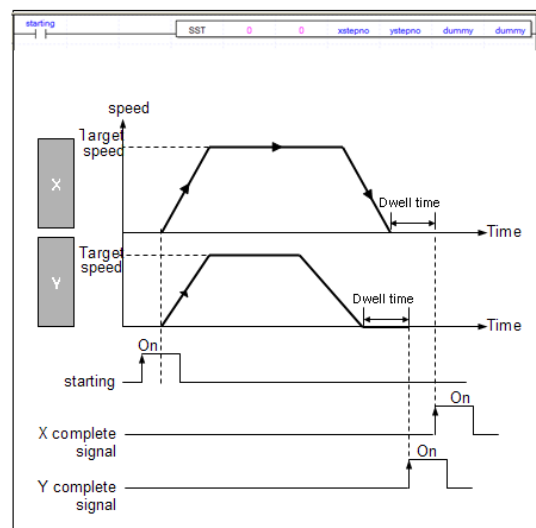 starting
SST 0 0 xstepno ystepno dummy dummy
speed
Target
speed
X
Dwell time
Time
Target
speed
Y
Dwell time
Time
On
starting
On
X complete
signal
On
Y complete
signal